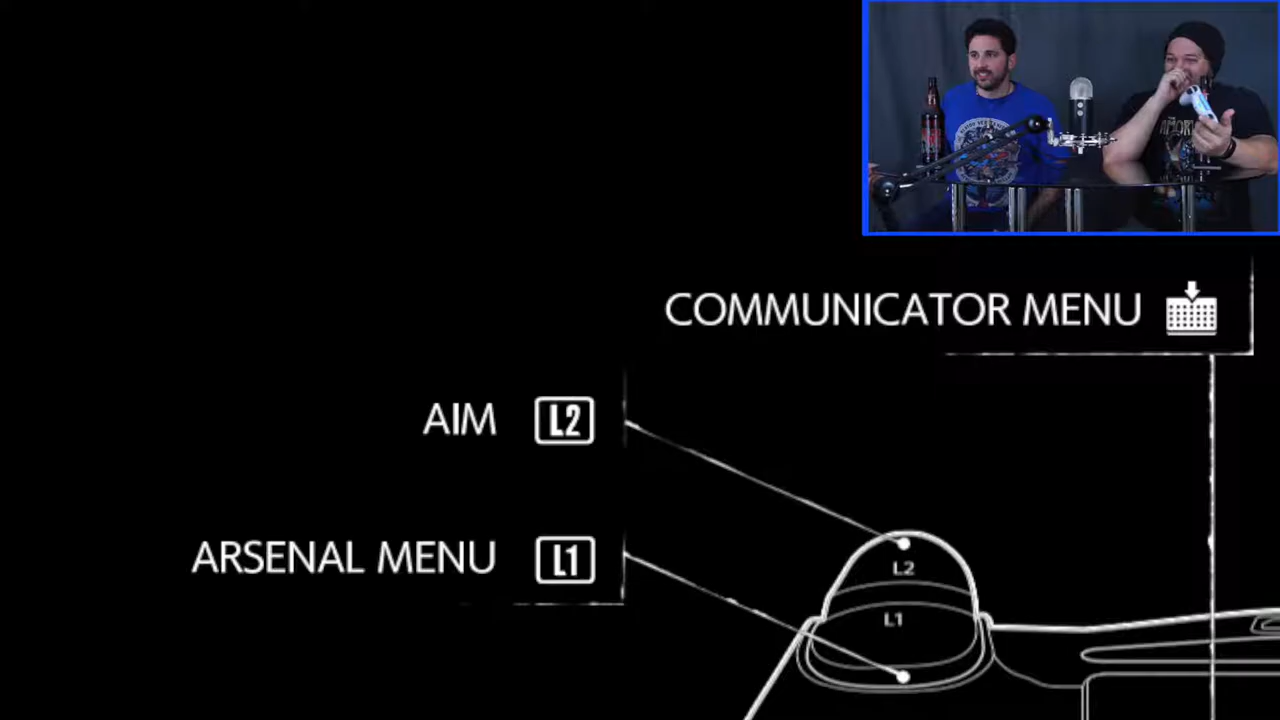 COMMUNICATOR MENU
AIM L2
ARSENAL MENU L1
L2
L1